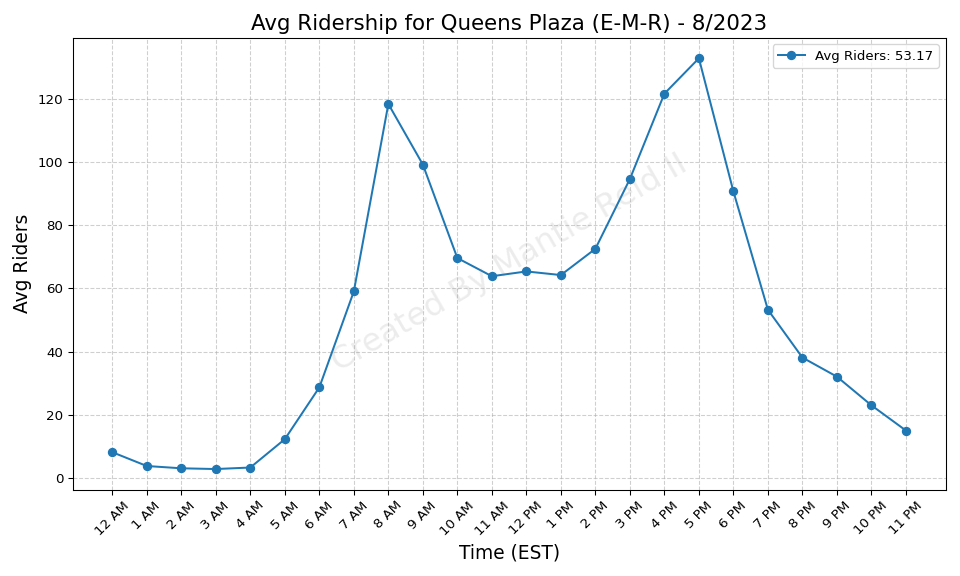 Avg Ridership for Queens Plaza (E-M-R) - 8/2023
Avg Riders: 53.17
Avg Riders
120
100
80
60
40
20
0
Created By Mantie Reid II
12 AM
1 AM
2 AM
3 AM
4 AM
5 AM
6 AM
7 AM
8 AM
9 AM
10 AM
11 AM
12 PM
1 PM
2 PM
3 PM
4 PM
5 PM
6 PM
7 PM
8 PM
9 PM
10 PM
11 PM
Time (EST)